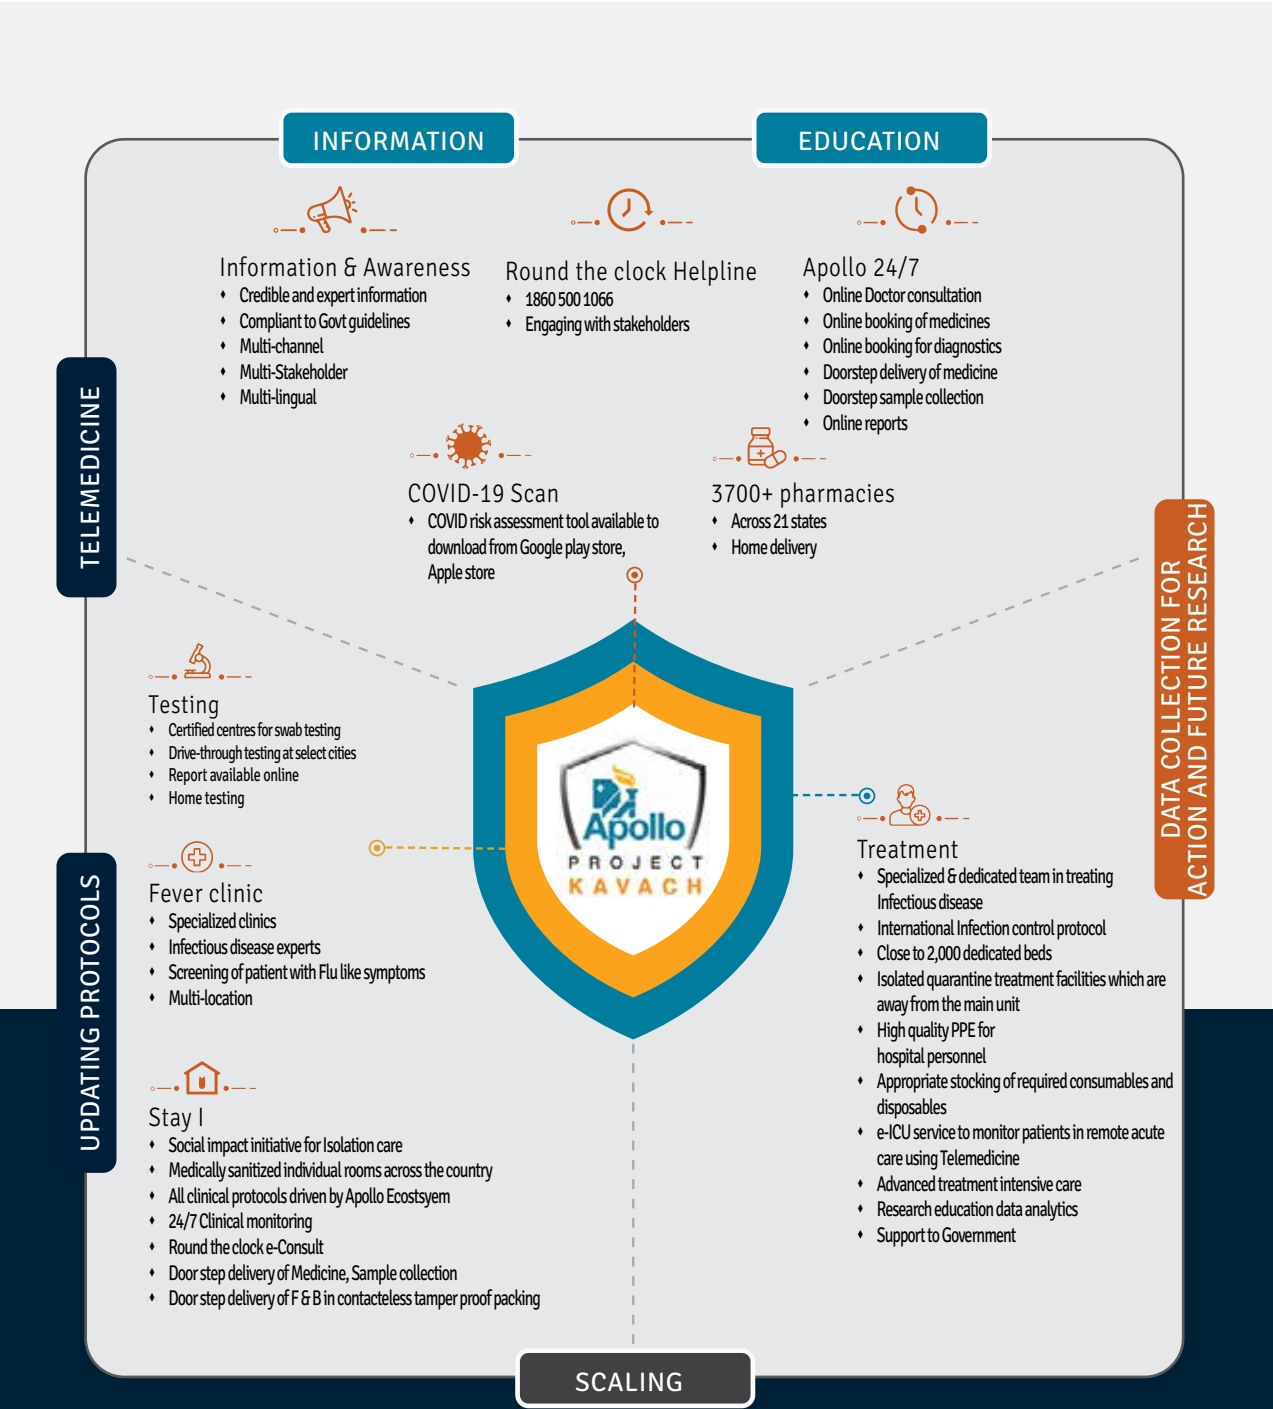 INFORMATION
EDUCATION
Information & Awareness
Credible and expert information
Compliant to Govt guidelines
Multi-channel
Multi-Stakeholder
Multi-lingual
Round the clock Helpline
1860 500 1066
Engaging with stakeholders
Apollo 24/7
Online Doctor consultation
Online booking of medicines
Online booking for diagnostics
Doorstep delivery of medicine
Doorstep sample collection
Online reports
TELEMEDICINE
COVID-19 Scan
COVID risk assessment tool available to
download from Google play store,
Apple store
3700+ pharmacies
Across 21 states
Home delivery
DATA COLLECTION FOR
ACTION AND FUTURE RESEARCH
Testing
Certified centres for swab testing
Drive-through testing at select cities
Report available online
Home testing
Apollo
PROJECT
KAVACH
UPDATING PROTOCOLS
Fever clinic
Specialized clinics
Infectious disease experts
Screening of patient with Flu like symptoms
Multi-location
Treatment
Specialized & dedicated team in treating
Infectious disease
International Infection control protocol
Close to 2,000 dedicated beds
Isolated quarantine treatment facilities which are
away from the main unit
High quality PPE for
hospital personnel
Appropriate stocking of required consumables and
disposables
e-ICU service to monitor patients in remote acute
care using Telemedicine
Advanced treatment intensive care
Research education data analytics
Support to Government
Stay I
Social impact initiative for Isolation care
Medically sanitized individual rooms across the country
All clinical protocols driven by Apollo Ecostsyem
24/7 Clinical monitoring
Round the clock e-Consult
Door step delivery of Medicine, Sample collection
Door step delivery of F & B in contacteless tamper proof packing
SCALING